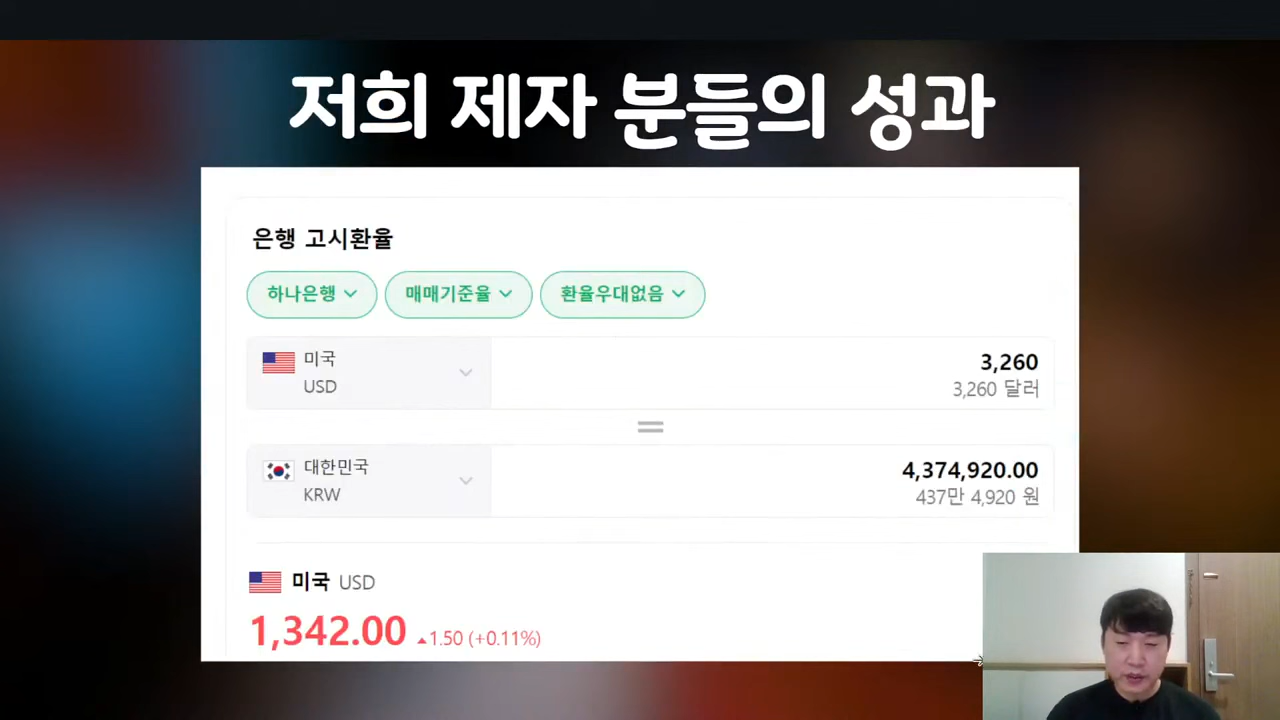 저희 제자 분들의 성과
은행 고시환율
하나은행 매매기준율 환율우대없음
미국 3,260
USD 3,260 달러
대한민국 4,374,920.00
KRW 437만 4,920 원
미국 USD
1,342.00 ▲1.50 (+0.11%)